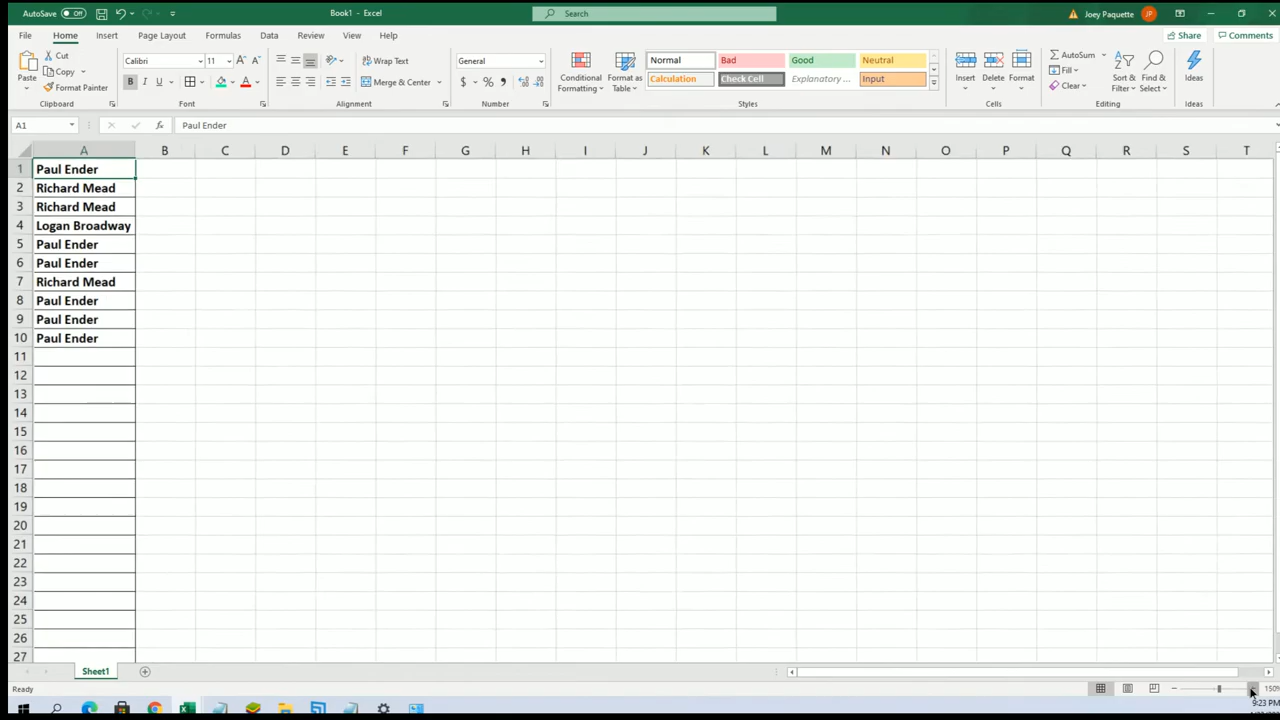 AutoSave Off Book1 - Excel Search Joey Paquette JP
File Home Insert Page Layout Formulas Data Review View Help Share Comments
Paste Cut Copy Format Painter Clipboard
Calibri 11 A A B I U A Font
ab Wrap Text Merge & Center Alignment
General $ % , Number
Conditional Formatting Format as Table Normal Bad Good Neutral
Calculation Check Cell Explanatory ... Input Styles
Insert Delete Format Cells
AutoSum Fill Clear Sort & Filter Find & Select Editing
Ideas Ideas
A1 fx Paul Ender
A B C D E F G H I J K L M N O P Q R S T
1 Paul Ender
2 Richard Mead
3 Richard Mead
4 Logan Broadway
5 Paul Ender
6 Paul Ender
7 Richard Mead
8 Paul Ender
9 Paul Ender
10 Paul Ender
11
12
13
14
15
16
17
18
19
20
21
22
23
24
25
26
27
Sheet1
Ready 150%
9:23 PM